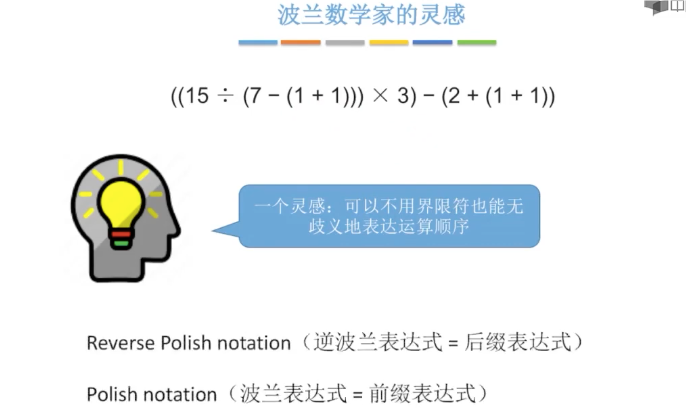 波兰数学家的灵感
((15 ÷ (7 − (1 + 1))) × 3) − (2 + (1 + 1))
一个灵感：可以不用界限符也能无
歧义地表达运算顺序
Reverse Polish notation（逆波兰表达式 = 后缀表达式）
Polish notation（波兰表达式 = 前缀表达式）